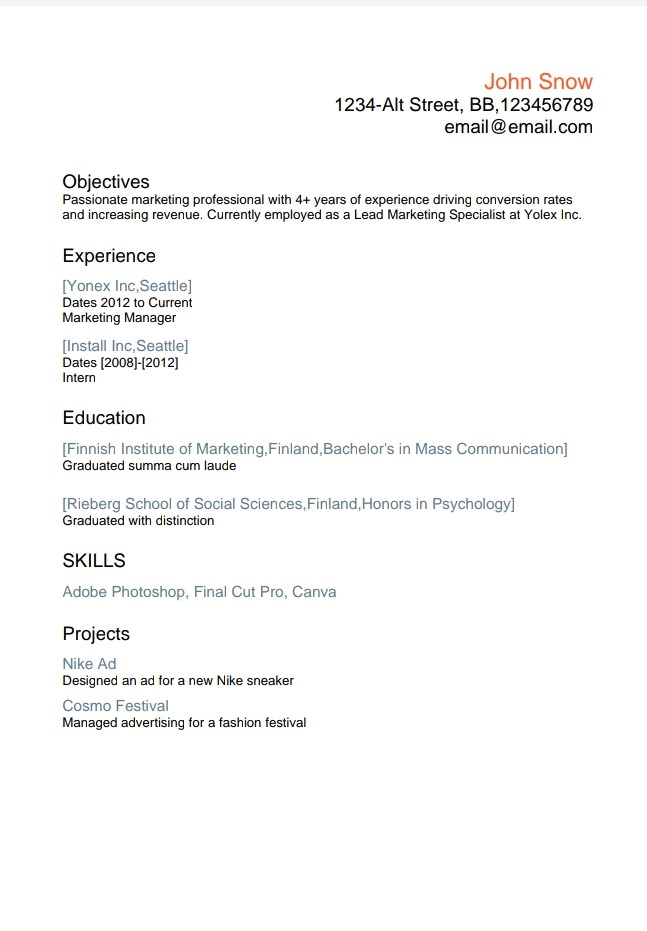 John Snow
1234-Alt Street, BB,123456789
email@email.com
Objectives
Passionate marketing professional with 4+ years of experience driving conversion rates
and increasing revenue. Currently employed as a Lead Marketing Specialist at Yolex Inc.
Experience
[Yonex Inc,Seattle]
Dates 2012 to Current
Marketing Manager
[Install Inc,Seattle]
Dates [2008]-[2012]
Intern
Education
[Finnish Institute of Marketing,Finland,Bachelor's in Mass Communication]
Graduated summa cum laude
[Rieberg School of Social Sciences,Finland,Honors in Psychology]
Graduated with distinction
SKILLS
Adobe Photoshop, Final Cut Pro, Canva
Projects
Nike Ad
Designed an ad for a new Nike sneaker
Cosmo Festival
Managed advertising for a fashion festival